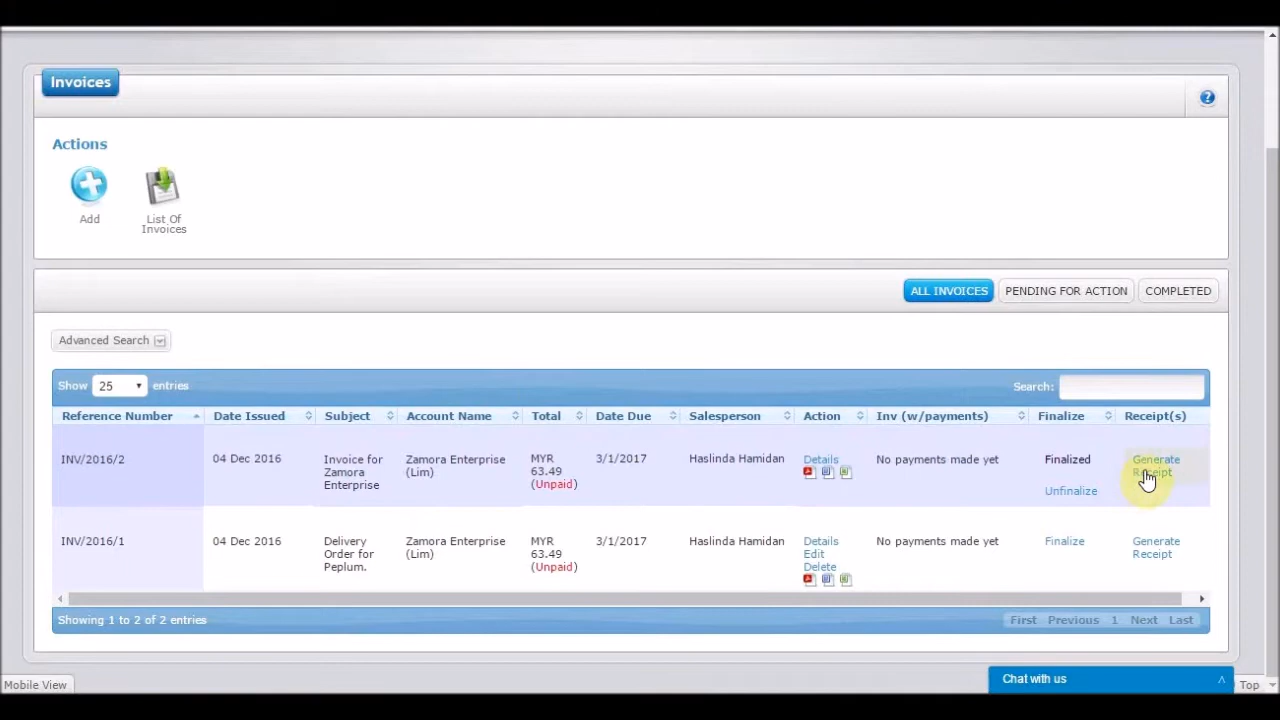 Invoices
Actions
Add
List Of
Invoices
ALL INVOICES PENDING FOR ACTION COMPLETED
Advanced Search
Show 25 entries Search:
Reference Number Date Issued Subject Account Name Total Date Due Salesperson Action Inv (w/payments) Finalize Receipt(s)
INV/2016/2 04 Dec 2016 Invoice for Zamora Enterprise Zamora Enterprise (Lim) MYR 63.49 (Unpaid) 3/1/2017 Haslinda Hamidan Details No payments made yet Finalized Unfinalize Generate Receipt
INV/2016/1 04 Dec 2016 Delivery Order for Peplum. Zamora Enterprise (Lim) MYR 63.49 (Unpaid) 3/1/2017 Haslinda Hamidan Details Edit Delete No payments made yet Finalize Generate Receipt
Showing 1 to 2 of 2 entries First Previous 1 Next Last
Mobile View Chat with us Top